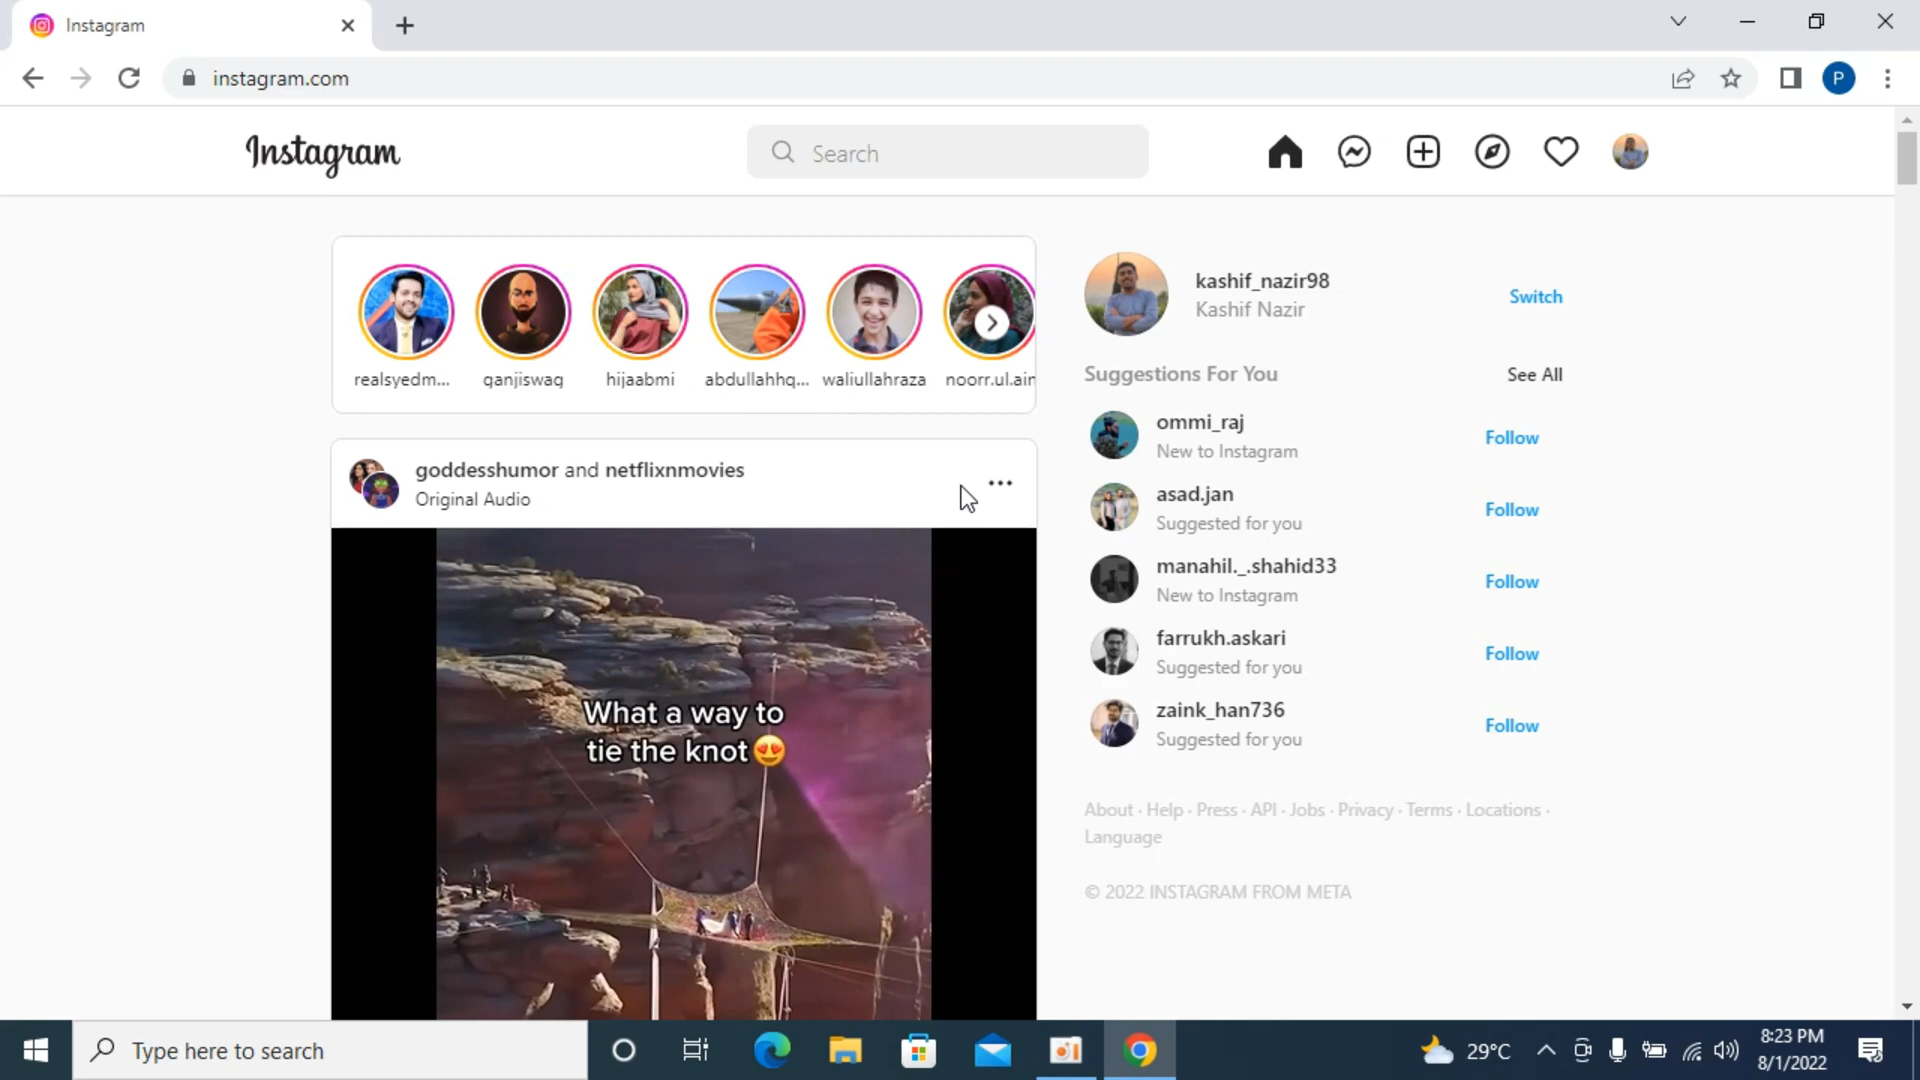 Instagram
instagram.com
P
Instagram
Search
realsyedm...
qanjiswaq
hijaabmi
abdullahhq...
waliullahraza
noorr.ul.ain
kashif_nazir98
Kashif Nazir
Switch
Suggestions For You
See All
ommi_raj
New to Instagram
Follow
asad.jan
Suggested for you
Follow
manahil._.shahid33
New to Instagram
Follow
farrukh.askari
Suggested for you
Follow
zaink_han736
Suggested for you
Follow
About · Help · Press · API · Jobs · Privacy · Terms · Locations ·
Language
© 2022 INSTAGRAM FROM META
goddesshumor and netflixnmovies
Original Audio
What a way to
tie the knot😍
Type here to search
29°C
8:23 PM
8/1/2022